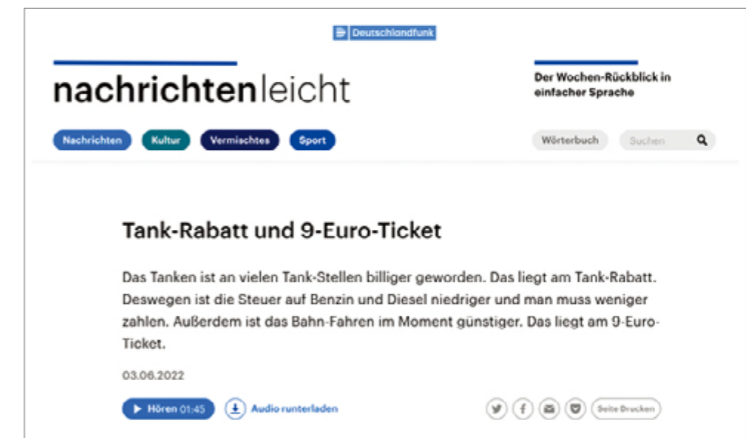 Deutschlandfunk
nachrichtenleicht
Der Wochen-Rückblick in
einfacher Sprache
Nachrichten Kultur Vermischtes Sport Wörterbuch Suchen
Tank-Rabatt und 9-Euro-Ticket
Das Tanken ist an vielen Tank-Stellen billiger geworden. Das liegt am Tank-Rabatt.
Deswegen ist die Steuer auf Benzin und Diesel niedriger und man muss weniger
zahlen. Außerdem ist das Bahn-Fahren im Moment günstiger. Das liegt am 9-Euro-
Ticket.
03.06.2022
Hören 01:45 Audio runterladen Seite Drucken